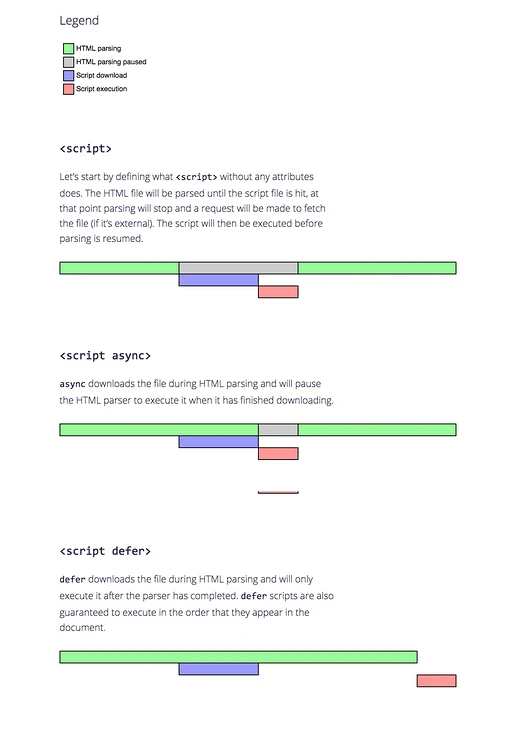 Legend
HTML parsing
HTML parsing paused
Script download
Script execution
<script>
Let's start by defining what <script> without any attributes
does. The HTML file will be parsed until the script file is hit, at
that point parsing will stop and a request will be made to fetch
the file (if it's external). The script will then be executed before
parsing is resumed.
<script async>
async downloads the file during HTML parsing and will pause
the HTML parser to execute it when it has finished downloading.
<script defer>
defer downloads the file during HTML parsing and will only
execute it after the parser has completed. defer scripts are also
guaranteed to execute in the order that they appear in the
document.